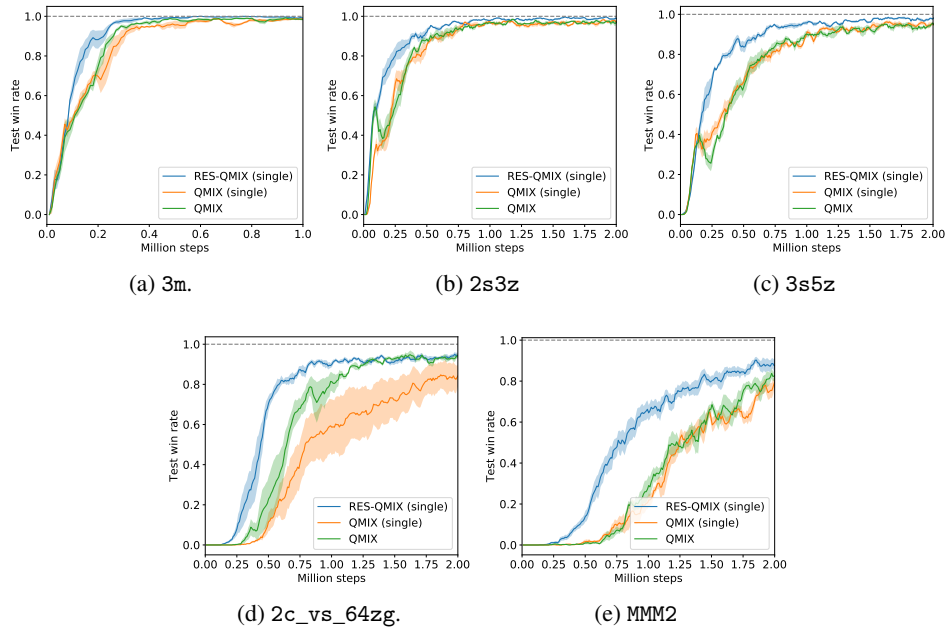 1.0
0.8
0.6
0.4
0.2
0.0
Test win rate
0.0 0.2 0.4 0.6 0.8 1.0
Million steps
RES-QMIX (single)
QMIX (single)
QMIX
(a) 3m.
1.0
0.8
0.6
0.4
0.2
0.0
Test win rate
0.00 0.25 0.50 0.75 1.00 1.25 1.50 1.75 2.00
Million steps
RES-QMIX (single)
QMIX (single)
QMIX
(b) 2s3z
1.0
0.8
0.6
0.4
0.2
0.0
Test win rate
0.00 0.25 0.50 0.75 1.00 1.25 1.50 1.75 2.00
Million steps
RES-QMIX (single)
QMIX (single)
QMIX
(c) 3s5z
1.0
0.8
0.6
0.4
0.2
0.0
Test win rate
0.00 0.25 0.50 0.75 1.00 1.25 1.50 1.75 2.00
Million steps
RES-QMIX (single)
QMIX (single)
QMIX
(d) 2c_vs_64zg.
1.0
0.8
0.6
0.4
0.2
0.0
Test win rate
0.00 0.25 0.50 0.75 1.00 1.25 1.50 1.75 2.00
Million steps
RES-QMIX (single)
QMIX (single)
QMIX
(e) MMM2